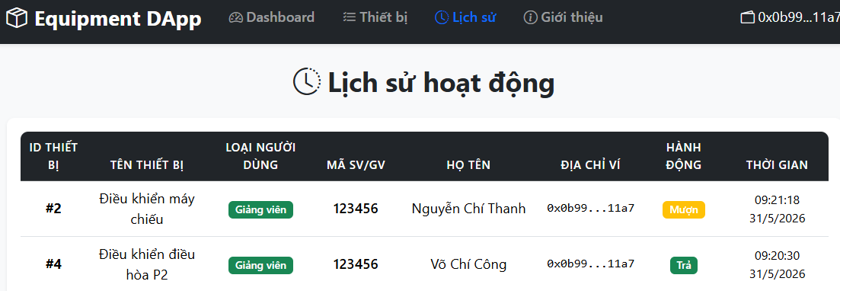 Equipment DApp Dashboard Thiết bị Lịch sử Giới thiệu 0x0b99...11a7
Lịch sử hoạt động
ID THIẾT BỊ TÊN THIẾT BỊ LOẠI NGƯỜI DÙNG MÃ SV/GV HỌ TÊN ĐỊA CHỈ VÍ HÀNH ĐỘNG THỜI GIAN
#2 Điều khiển máy chiếu Giảng viên 123456 Nguyễn Chí Thanh 0x0b99...11a7 Mượn 09:21:18 31/5/2026
#4 Điều khiển điều hòa P2 Giảng viên 123456 Võ Chí Công 0x0b99...11a7 Trả 09:20:30 31/5/2026